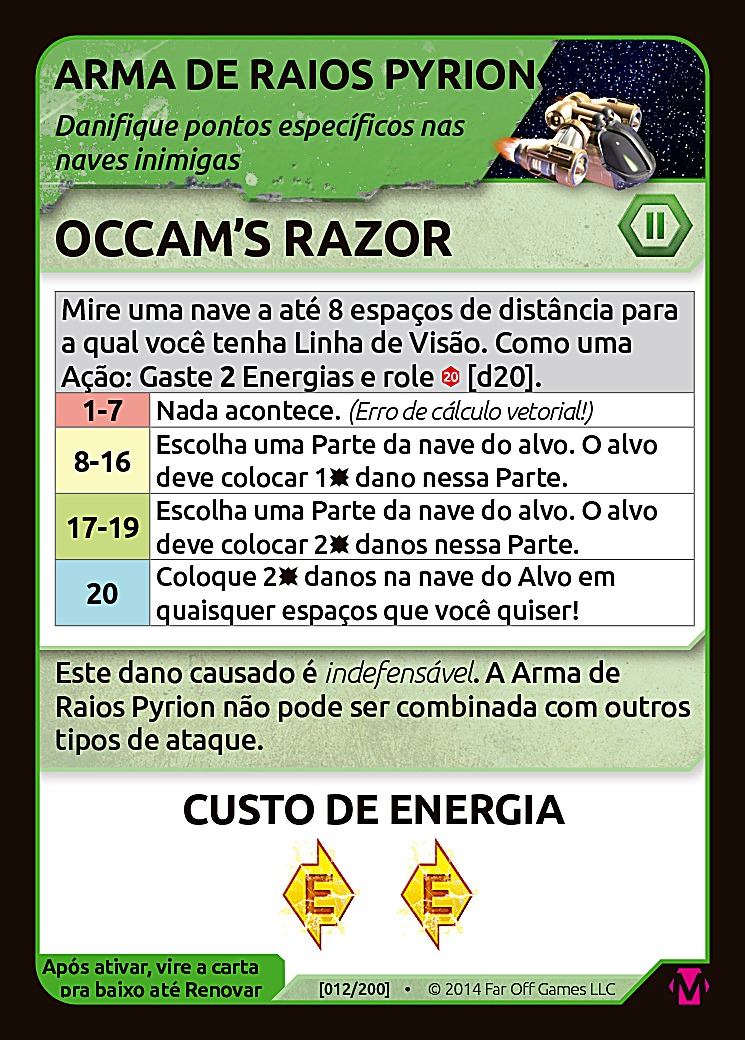 ARMA DE RAIOS PYRION
Danifique pontos específicos nas
naves inimigas
OCCAM'S RAZOR
II
Mire uma nave a até 8 espaços de distância para
a qual você tenha Linha de Visão. Como uma
Ação: Gaste 2 Energias e role 20 [d20].
1-7 Nada acontece. (Erro de cálculo vetorial!)
8-16 Escolha uma Parte da nave do alvo. O alvo
deve colocar 1 dano nessa Parte.
17-19 Escolha uma Parte da nave do alvo. O alvo
deve colocar 2 danos nessa Parte.
20 Coloque 2 danos na nave do Alvo em
quaisquer espaços que você quiser!
Este dano causado é indefensável. A Arma de
Raios Pyrion não pode ser combinada com outros
tipos de ataque.
CUSTO DE ENERGIA
E E
Após ativar, vire a carta
pra baixo até Renovar
[012/200] • © 2014 Far Off Games LLC
M